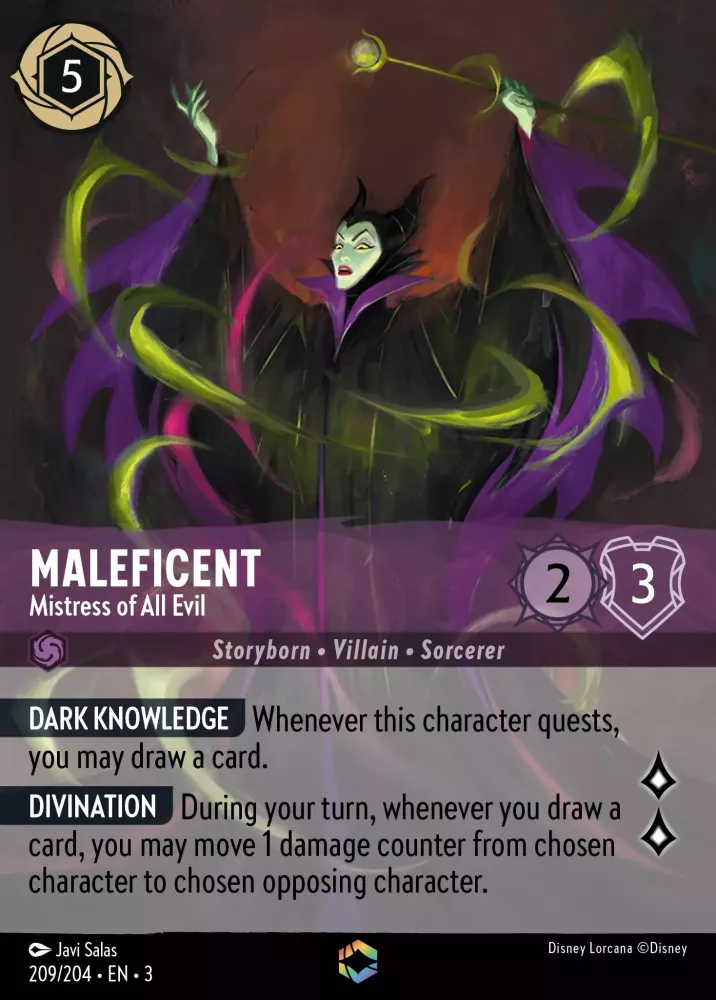 5
MALEFICENT
Mistress of All Evil
2
3
Storyborn • Villain • Sorcerer
DARK KNOWLEDGE Whenever this character quests,
you may draw a card.
DIVINATION During your turn, whenever you draw a
card, you may move 1 damage counter from chosen
character to chosen opposing character.
Javi Salas
Disney Lorcana ©Disney
209/204 • EN • 3